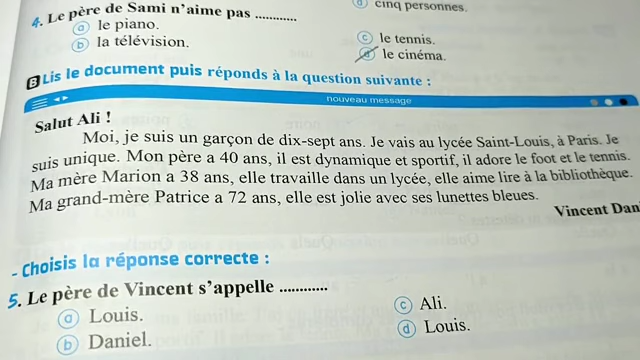 4. Le père de Sami n'aime pas ............
ⓓ cinq personnes.
ⓐ le piano.
ⓑ la télévision.
ⓒ le tennis.
ⓓ le cinéma.
B Lis le document puis réponds à la question suivante :
nouveau message
Salut Ali !
Moi, je suis un garçon de dix-sept ans. Je vais au lycée Saint-Louis, à Paris. Je
suis unique. Mon père a 40 ans, il est dynamique et sportif, il adore le foot et le tennis.
Ma mère Marion a 38 ans, elle travaille dans un lycée, elle aime lire à la bibliothèque.
Ma grand-mère Patrice a 72 ans, elle est jolie avec ses lunettes bleues.
Vincent Dan
- Choisis la réponse correcte :
5. Le père de Vincent s'appelle ............
ⓐ Louis.
ⓑ Daniel.
ⓒ Ali.
ⓓ Louis.